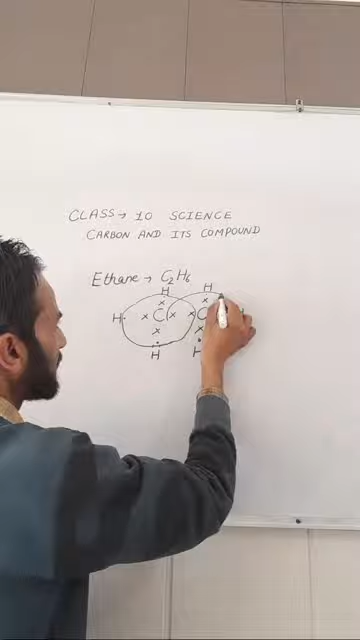 CLASS → 10 SCIENCE
CARBON AND ITS COMPOUND
Ethane → C₂H₆
H H
H · × C × × C
H H